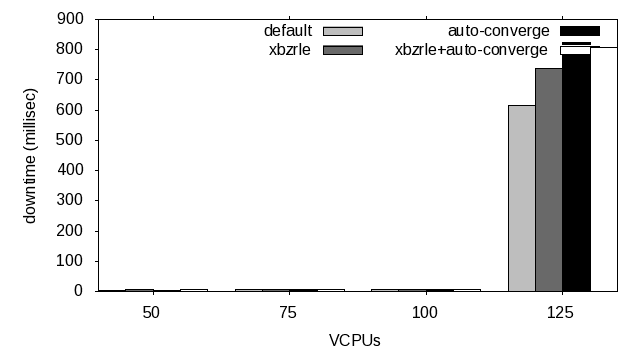 900
800
700
600
500
400
300
200
100
0
downtime (millisec)
default
xbzrle
auto-converge
xbzrle+auto-converge
50
75
100
125
VCPUs